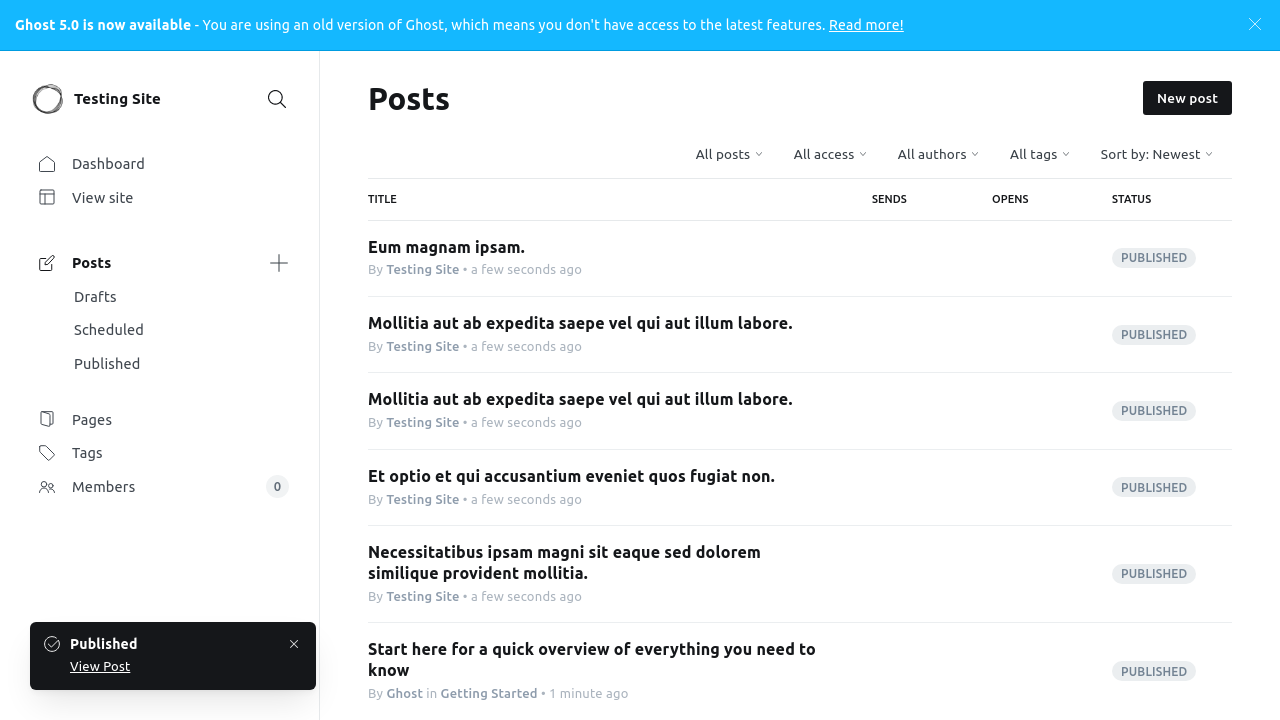 Ghost 5.0 is now available - You are using an old version of Ghost, which means you don't have access to the latest features. Read more!
Testing Site
Dashboard
View site
Posts
Drafts
Scheduled
Published
Pages
Tags
Members 0
Published
View Post
Posts
New post
All posts All access All authors All tags Sort by: Newest
TITLE SENDS OPENS STATUS
Eum magnam ipsam.
By Testing Site • a few seconds ago
PUBLISHED
Mollitia aut ab expedita saepe vel qui aut illum labore.
By Testing Site • a few seconds ago
PUBLISHED
Mollitia aut ab expedita saepe vel qui aut illum labore.
By Testing Site • a few seconds ago
PUBLISHED
Et optio et qui accusantium eveniet quos fugiat non.
By Testing Site • a few seconds ago
PUBLISHED
Necessitatibus ipsam magni sit eaque sed dolorem
similique provident mollitia.
By Testing Site • a few seconds ago
PUBLISHED
Start here for a quick overview of everything you need to
know
By Ghost in Getting Started • 1 minute ago
PUBLISHED